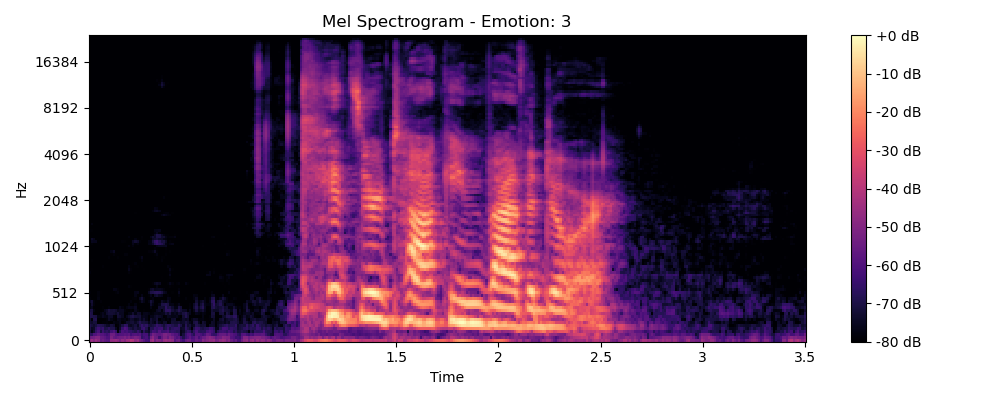 Mel Spectrogram - Emotion: 3
Hz
16384
8192
4096
2048
1024
512
0
0 0.5 1 1.5 2 2.5 3 3.5
Time
+0 dB
-10 dB
-20 dB
-30 dB
-40 dB
-50 dB
-60 dB
-70 dB
-80 dB